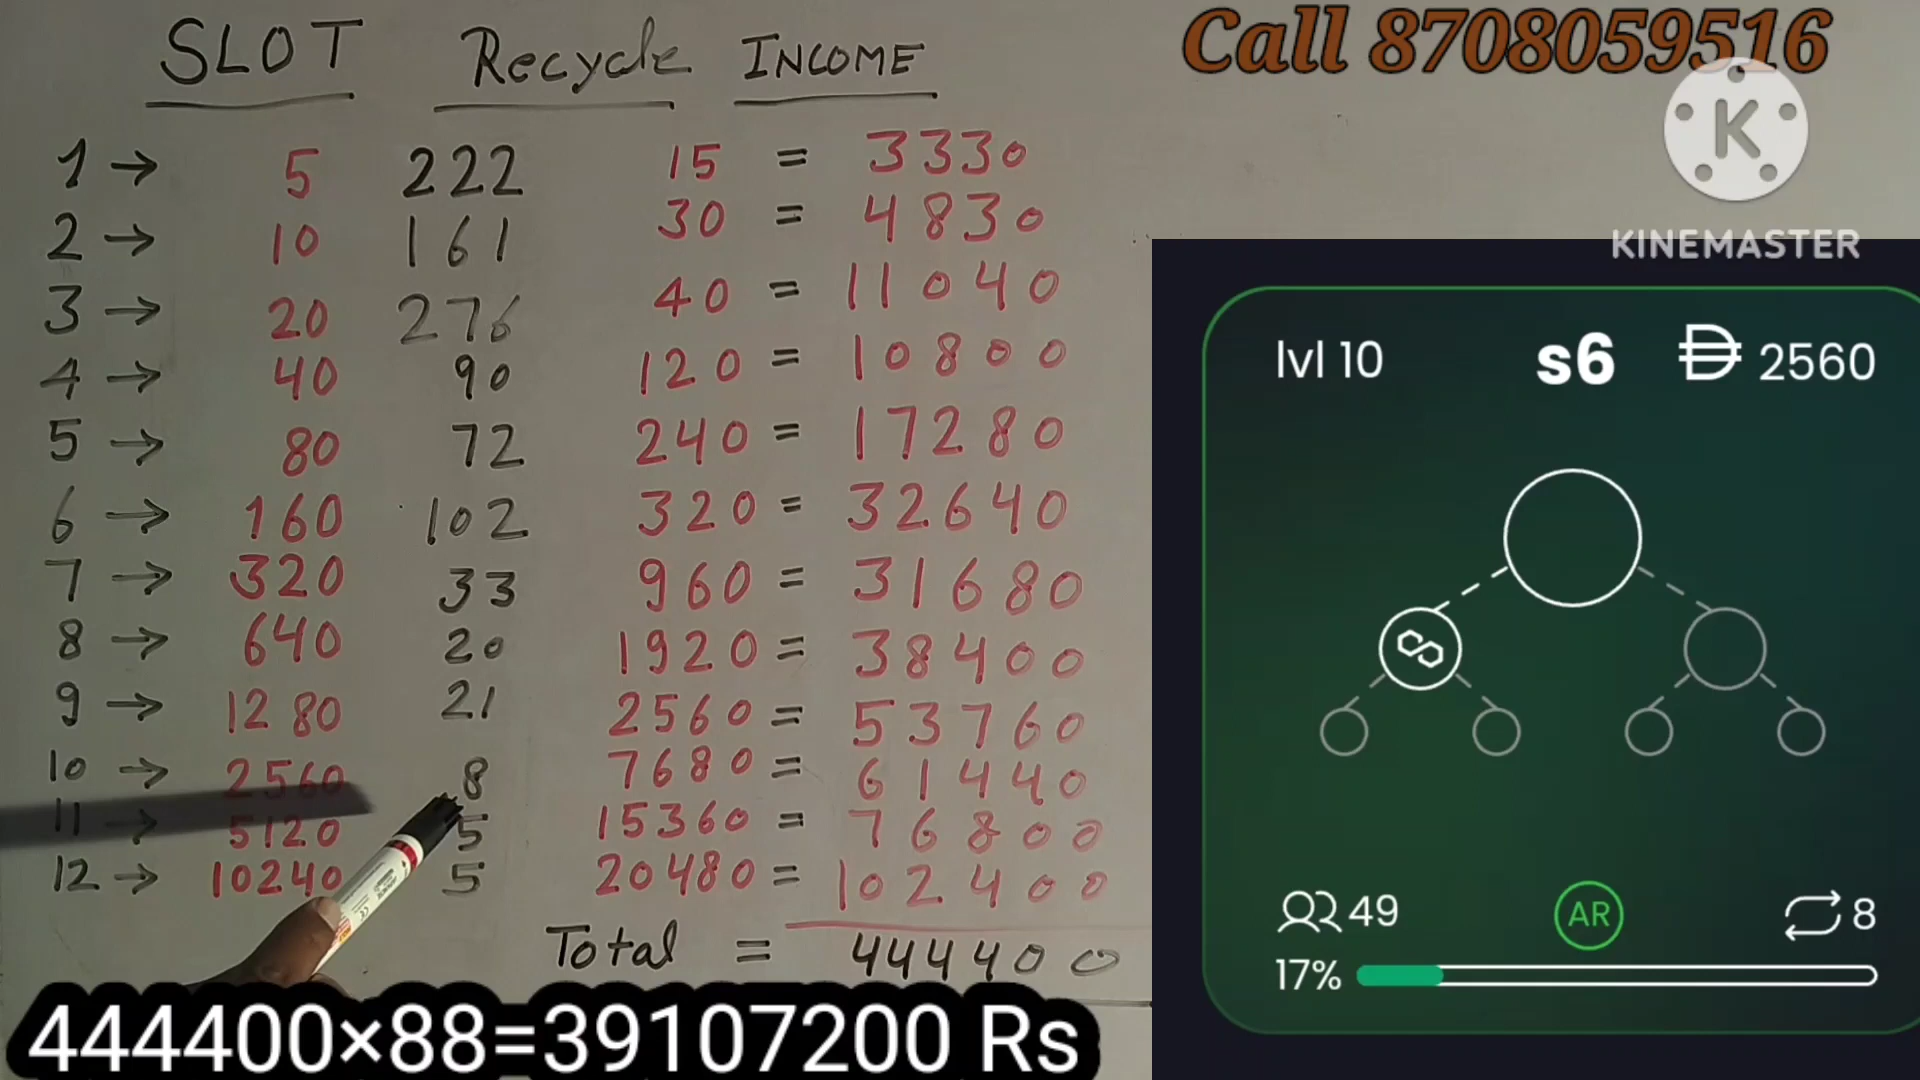 Call 8708059516
SLOT Recycle INCOME
1 → 5 222 15 = 3330
2 → 10 161 30 = 4830
3 → 20 276 40 = 11040
4 → 40 90 120 = 10800
5 → 80 72 240 = 17280
6 → 160 102 320 = 32640
7 → 320 33 960 = 31680
8 → 640 20 1920 = 38400
9 → 1280 21 2560 = 53760
10 → 2560 8 7680 = 61440
11 → 5120 5 15360 = 76800
12 → 10240 5 20480 = 102400
Total = 444400
444400×88=39107200 Rs
K
KINEMASTER
lvl 10 s6 2560
49 AR 8
17%